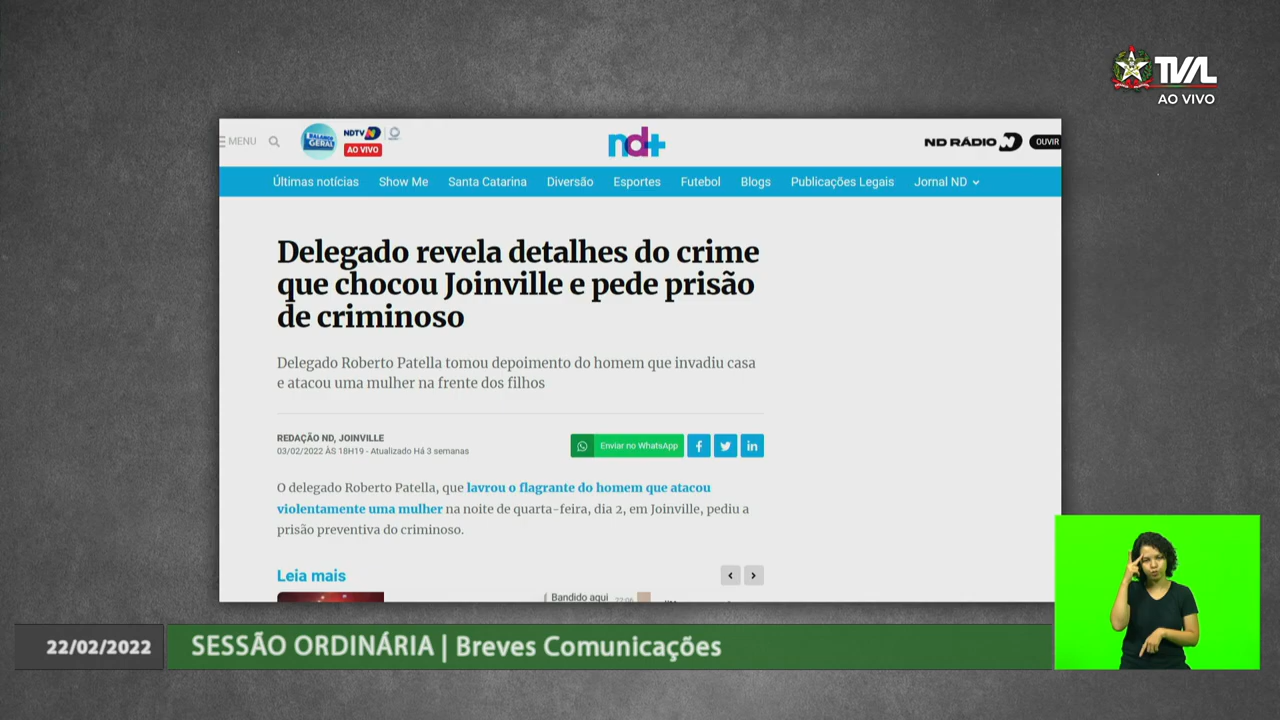 TVAL
AO VIVO
MENU
BALANÇO
GERAL
NDTV
AO VIVO
nd+
ND RÁDIO
OUVIR
Últimas notícias Show Me Santa Catarina Diversão Esportes Futebol Blogs Publicações Legais Jornal ND
Delegado revela detalhes do crime
que chocou Joinville e pede prisão
de criminoso
Delegado Roberto Patella tomou depoimento do homem que invadiu casa
e atacou uma mulher na frente dos filhos
REDAÇÃO ND, JOINVILLE
03/02/2022 ÀS 18H19 - Atualizado Há 3 semanas
Enviar no WhatsApp
O delegado Roberto Patella, que lavrou o flagrante do homem que atacou
violentamente uma mulher na noite de quarta-feira, dia 2, em Joinville, pediu a
prisão preventiva do criminoso.
Leia mais
Bandido aqui
22:06
22/02/2022
SESSÃO ORDINÁRIA | Breves Comunicações